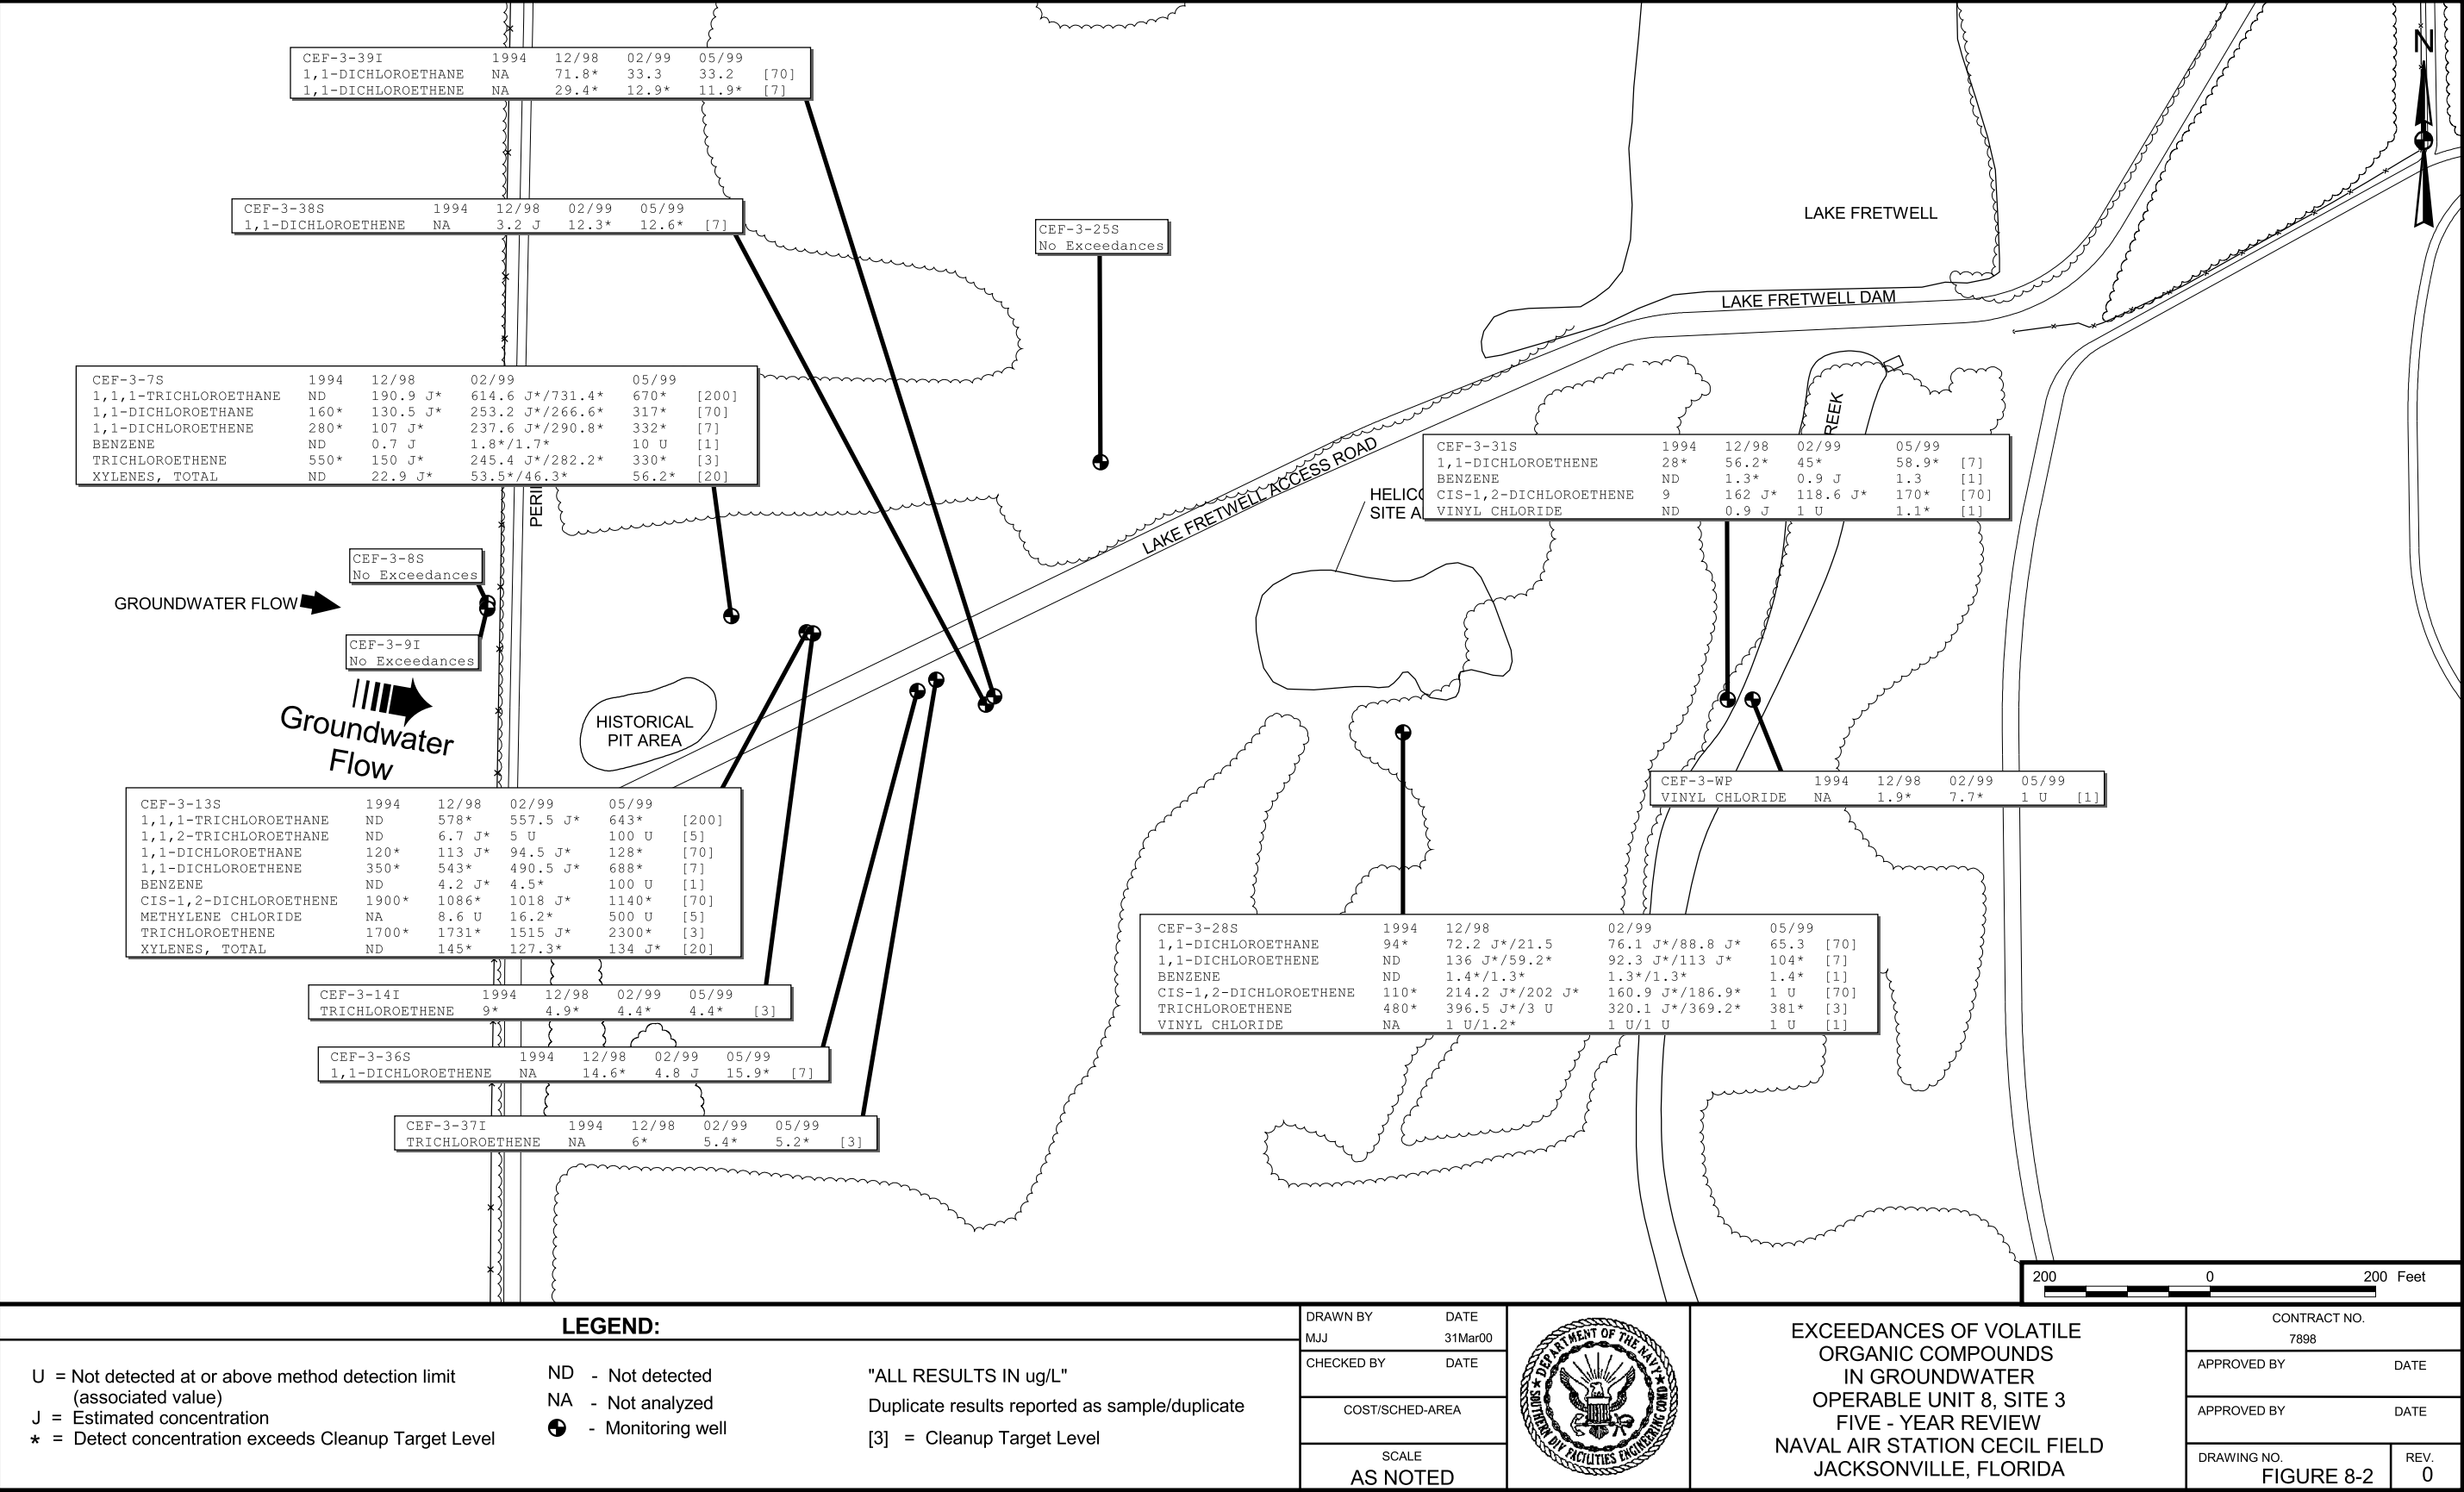 N
CEF-3-39I 1994 12/98 02/99 05/99
1,1-DICHLOROETHANE NA 71.8* 33.3 33.2 [70]
1,1-DICHLOROETHENE NA 29.4* 12.9* 11.9* [7]
CEF-3-38S 1994 12/98 02/99 05/99
1,1-DICHLOROETHENE NA 3.2 J 12.3* 12.6* [7]
CEF-3-25S
No Exceedances
LAKE FRETWELL
LAKE FRETWELL DAM
CEF-3-7S 1994 12/98 02/99 05/99
1,1,1-TRICHLOROETHANE ND 190.9 J* 614.6 J*/731.4* 670* [200]
1,1-DICHLOROETHANE 160* 130.5 J* 253.2 J*/266.6* 317* [70]
1,1-DICHLOROETHENE 280* 107 J* 237.6 J*/290.8* 332* [7]
BENZENE ND 0.7 J 1.8*/1.7* 10 U [1]
TRICHLOROETHENE 550* 150 J* 245.4 J*/282.2* 330* [3]
XYLENES, TOTAL ND 22.9 J* 53.5*/46.3* 56.2* [20]
PERI
LAKE FRETWELL ACCESS ROAD
REEK
HELICO
SITE A
CEF-3-31S 1994 12/98 02/99 05/99
1,1-DICHLOROETHENE 28* 56.2* 45* 58.9* [7]
BENZENE ND 1.3* 0.9 J 1.3 [1]
CIS-1,2-DICHLOROETHENE 9 162 J* 118.6 J* 170* [70]
VINYL CHLORIDE ND 0.9 J 1 U 1.1* [1]
CEF-3-8S
No Exceedances
GROUNDWATER FLOW
CEF-3-9I
No Exceedances
Groundwater
Flow
HISTORICAL
PIT AREA
CEF-3-WP 1994 12/98 02/99 05/99
VINYL CHLORIDE NA 1.9* 7.7* 1 U [1]
CEF-3-13S 1994 12/98 02/99 05/99
1,1,1-TRICHLOROETHANE ND 578* 557.5 J* 643* [200]
1,1,2-TRICHLOROETHANE ND 6.7 J* 5 U 100 U [5]
1,1-DICHLOROETHANE 120* 113 J* 94.5 J* 128* [70]
1,1-DICHLOROETHENE 350* 543* 490.5 J* 688* [7]
BENZENE ND 4.2 J* 4.5* 100 U [1]
CIS-1,2-DICHLOROETHENE 1900* 1086* 1018 J* 1140* [70]
METHYLENE CHLORIDE NA 8.6 U 16.2* 500 U [5]
TRICHLOROETHENE 1700* 1731* 1515 J* 2300* [3]
XYLENES, TOTAL ND 145* 127.3* 134 J* [20]
CEF-3-28S 1994 12/98 02/99 05/99
1,1-DICHLOROETHANE 94* 72.2 J*/21.5 76.1 J*/88.8 J* 65.3 [70]
1,1-DICHLOROETHENE ND 136 J*/59.2* 92.3 J*/113 J* 104* [7]
BENZENE ND 1.4*/1.3* 1.3*/1.3* 1.4* [1]
CIS-1,2-DICHLOROETHENE 110* 214.2 J*/202 J* 160.9 J*/186.9* 1 U [70]
TRICHLOROETHENE 480* 396.5 J*/3 U 320.1 J*/369.2* 381* [3]
VINYL CHLORIDE NA 1 U/1.2* 1 U/1 U 1 U [1]
CEF-3-14I 1994 12/98 02/99 05/99
TRICHLOROETHENE 9* 4.9* 4.4* 4.4* [3]
CEF-3-36S 1994 12/98 02/99 05/99
1,1-DICHLOROETHENE NA 14.6* 4.8 J 15.9* [7]
CEF-3-37I 1994 12/98 02/99 05/99
TRICHLOROETHENE NA 6* 5.4* 5.2* [3]
200 0 200 Feet
LEGEND:
U = Not detected at or above method detection limit
(associated value)
J = Estimated concentration
* = Detect concentration exceeds Cleanup Target Level
ND - Not detected
NA - Not analyzed
- Monitoring well
"ALL RESULTS IN ug/L"
Duplicate results reported as sample/duplicate
[3] = Cleanup Target Level
DRAWN BY DATE
MJJ 31Mar00
CHECKED BY DATE
COST/SCHED-AREA
SCALE
AS NOTED
DEPARTMENT OF THE NAVY
SOUTHERN DIV FACILITIES ENGINEERING COMD
EXCEEDANCES OF VOLATILE
ORGANIC COMPOUNDS
IN GROUNDWATER
OPERABLE UNIT 8, SITE 3
FIVE - YEAR REVIEW
NAVAL AIR STATION CECIL FIELD
JACKSONVILLE, FLORIDA
CONTRACT NO.
7898
APPROVED BY DATE
APPROVED BY DATE
DRAWING NO.
FIGURE 8-2
REV.
0